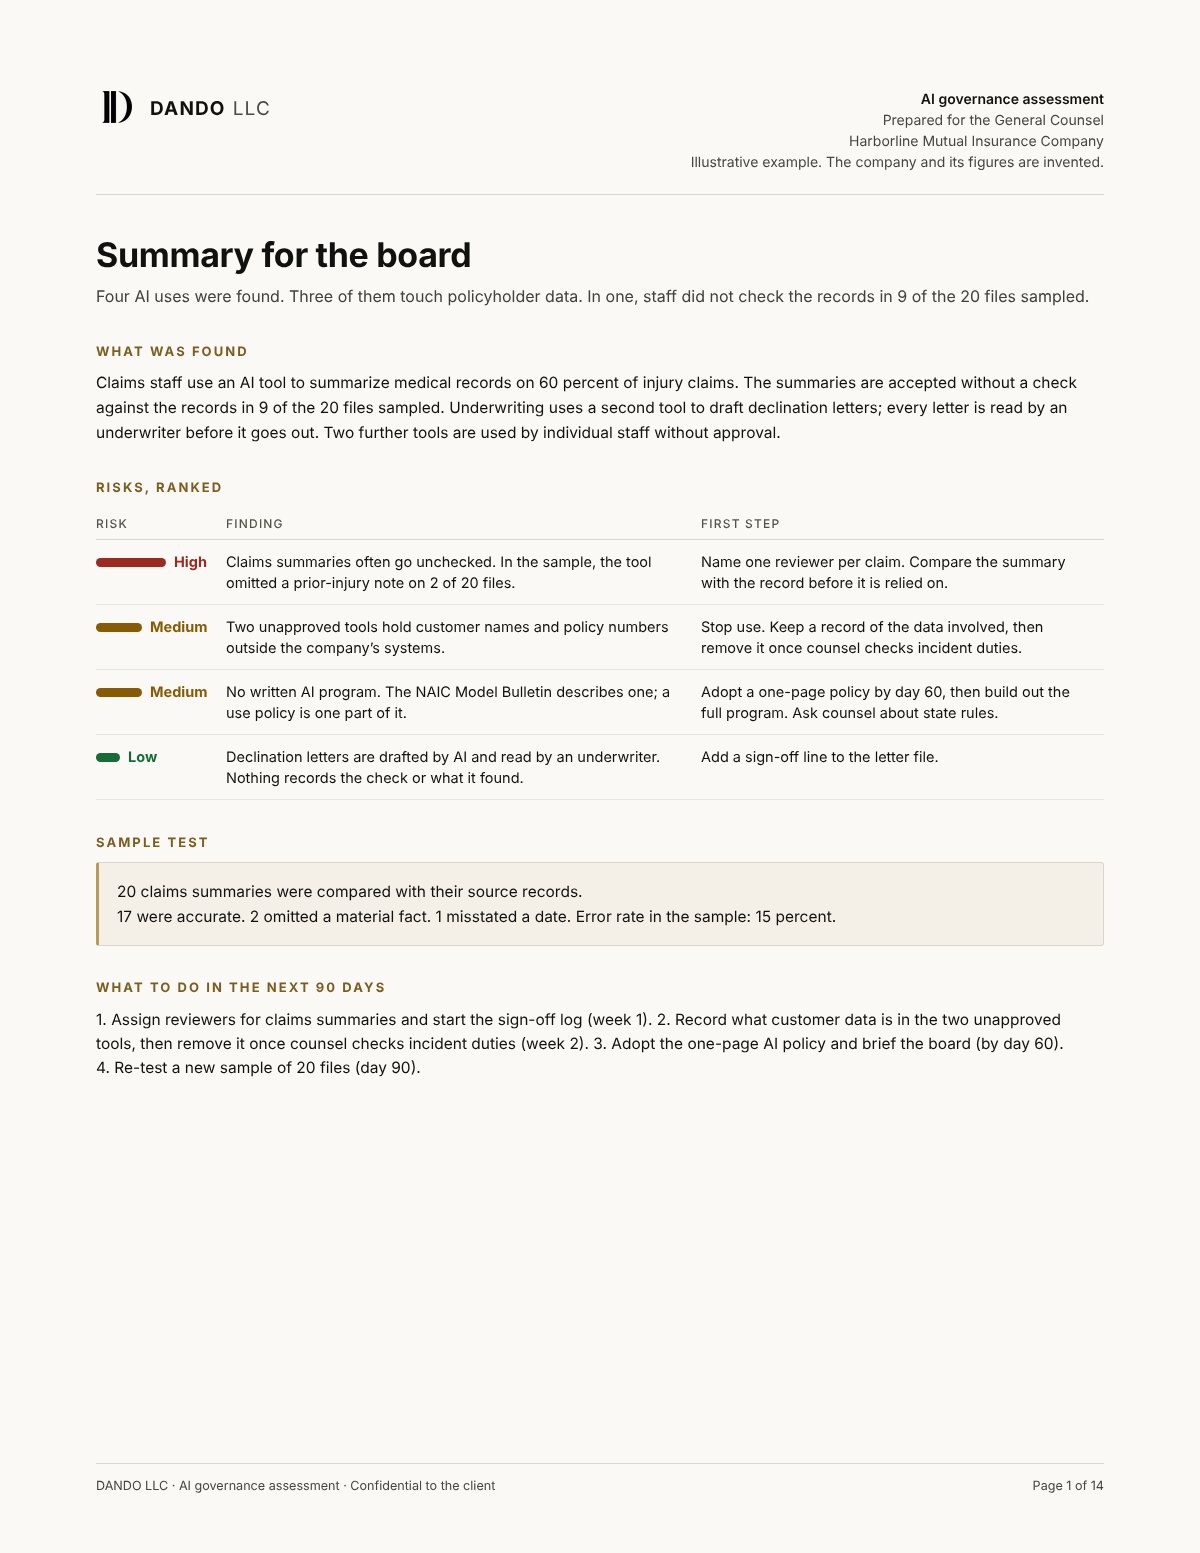 DANDO LLC
AI governance assessment
Prepared for the General Counsel
Harborline Mutual Insurance Company
Illustrative example. The company and its figures are invented.
Summary for the board
Four AI uses were found. Three of them touch policyholder data. In one, staff did not check the records in 9 of the 20 files sampled.
WHAT WAS FOUND
Claims staff use an AI tool to summarize medical records on 60 percent of injury claims. The summaries are accepted without a check
against the records in 9 of the 20 files sampled. Underwriting uses a second tool to draft declination letters; every letter is read by an
underwriter before it goes out. Two further tools are used by individual staff without approval.
RISKS, RANKED
RISK FINDING FIRST STEP
High Claims summaries often go unchecked. In the sample, the tool Name one reviewer per claim. Compare the summary
omitted a prior-injury note on 2 of 20 files. with the record before it is relied on.
Medium Two unapproved tools hold customer names and policy numbers Stop use. Keep a record of the data involved, then
outside the company’s systems. remove it once counsel checks incident duties.
Medium No written AI program. The NAIC Model Bulletin describes one; a Adopt a one-page policy by day 60, then build out the
use policy is one part of it. full program. Ask counsel about state rules.
Low Declination letters are drafted by AI and read by an underwriter. Add a sign-off line to the letter file.
Nothing records the check or what it found.
SAMPLE TEST
20 claims summaries were compared with their source records.
17 were accurate. 2 omitted a material fact. 1 misstated a date. Error rate in the sample: 15 percent.
WHAT TO DO IN THE NEXT 90 DAYS
1. Assign reviewers for claims summaries and start the sign-off log (week 1). 2. Record what customer data is in the two unapproved
tools, then remove it once counsel checks incident duties (week 2). 3. Adopt the one-page AI policy and brief the board (by day 60).
4. Re-test a new sample of 20 files (day 90).
DANDO LLC · AI governance assessment · Confidential to the client Page 1 of 14